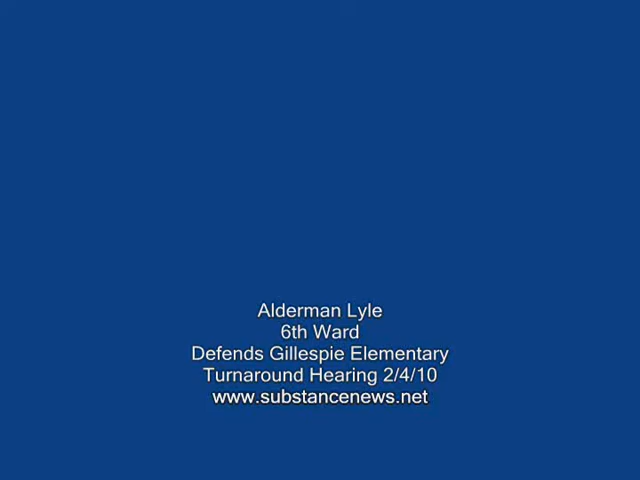 Alderman Lyle
6th Ward
Defends Gillespie Elementary
Turnaround Hearing 2/4/10
www.substancenews.net